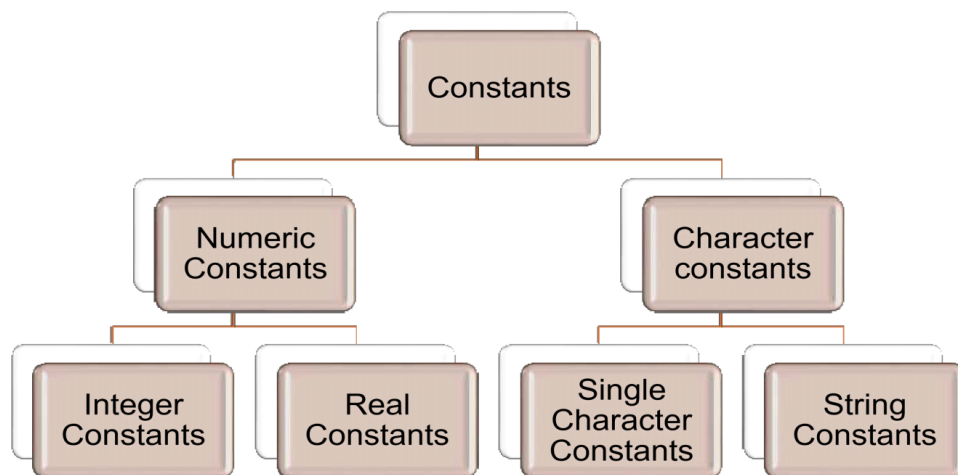 Constants
Numeric
Constants
Character
constants
Integer
Constants
Real
Constants
Single
Character
Constants
String
Constants